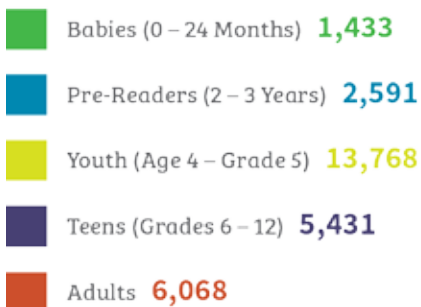 Babies (0 – 24 Months) 1,433
Pre-Readers (2 – 3 Years) 2,591
Youth (Age 4 – Grade 5) 13,768
Teens (Grades 6 – 12) 5,431
Adults 6,068